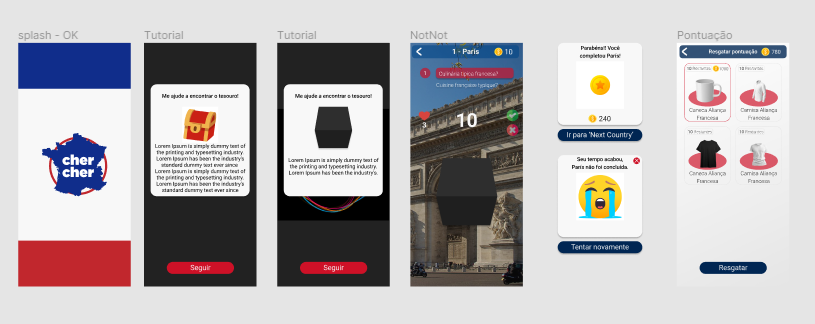 splash - OK
cher
cher
Tutorial
Me ajude a encontrar o tesouro!
Lorem Ipsum is simply dummy text of
the printing and typesetting industry.
Lorem Ipsum has been the industry's
standard dummy text ever since
Lorem Ipsum is simply dummy text of
the printing and typesetting industry.
Lorem Ipsum has been the industry's
standard dummy text ever since
Seguir
Tutorial
Me ajude a encontrar o tesouro!
Lorem Ipsum is simply dummy text of
the printing and typesetting industry.
Lorem Ipsum has been the industry's
Seguir
NotNot
1 - Paris
10
1 Culinária típica francesa?
Cuisine française typique?
3
10
Parabéns!! Você
completou Paris!
240
Ir para 'Next Country'
Seu tempo acabou,
Paris não foi concluída.
Tentar novamente
Pontuação
Resgatar pontuação
760
10 Restantes
Caneca Aliança
Francesa
10 Restantes
Camisa Aliança
Francesa
10 Restantes
Caneca Aliança
Francesa
10 Restantes
Camisa Aliança
Francesa
Resgatar